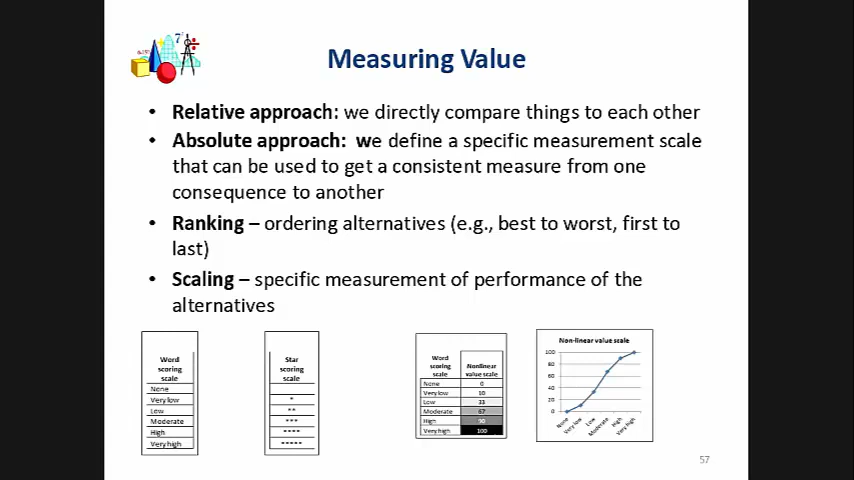 Measuring Value
• Relative approach: we directly compare things to each other
• Absolute approach: we define a specific measurement scale
that can be used to get a consistent measure from one
consequence to another
• Ranking – ordering alternatives (e.g., best to worst, first to
last)
• Scaling – specific measurement of performance of the
alternatives
Word
scoring
scale
None
Very low
Low
Moderate
High
Very high
Star
scoring
scale
*
**
***
****
*****
Word
scoring
scale
Nonlinear
value scale
None 0
Very low 10
Low 33
Moderate 67
High 90
Very high 100
Non-linear value scale
100
80
60
40
20
0
None
Very low
Low
Moderate
High
Very high
57